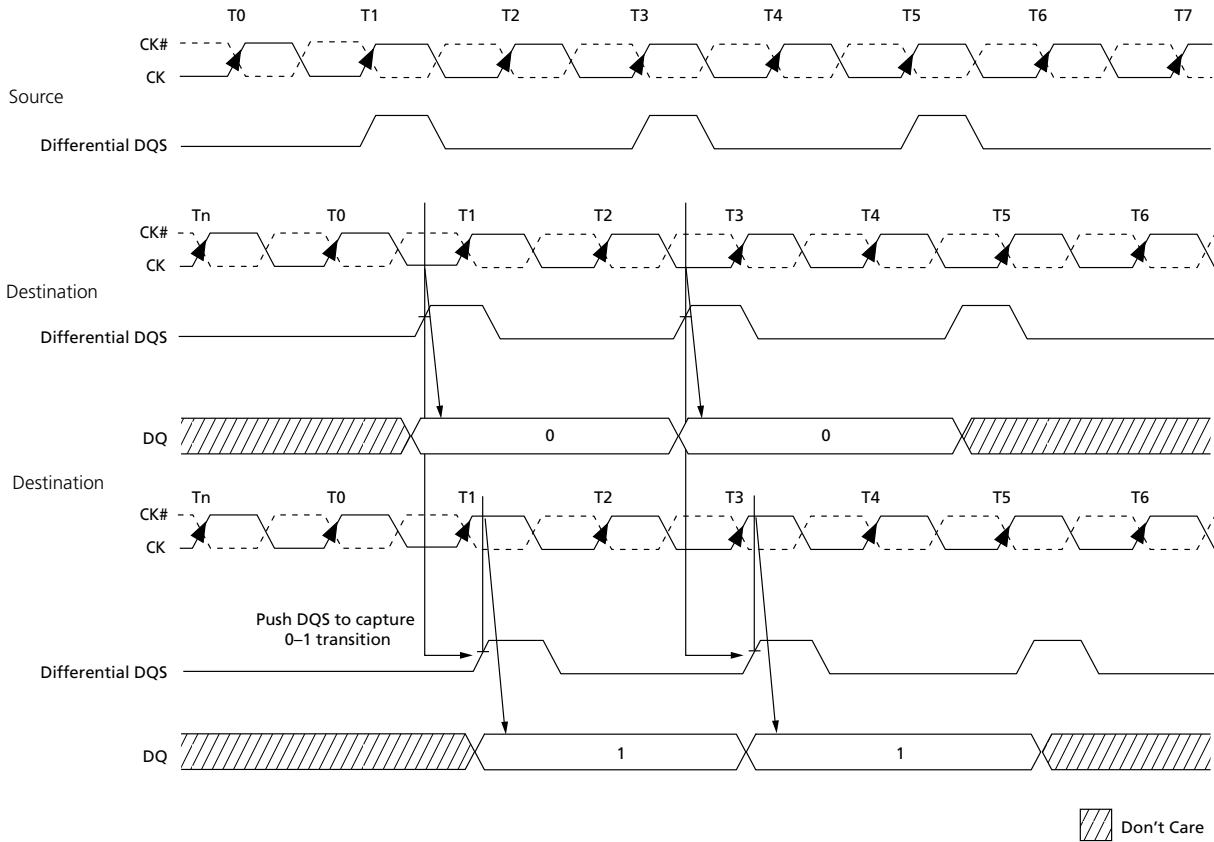 T0 T1 T2 T3 T4 T5 T6 T7
CK#
CK
Source
Differential DQS
Tn T0 T1 T2 T3 T4 T5 T6
CK#
CK
Destination
Differential DQS
DQ 0 0
Destination
Tn T0 T1 T2 T3 T4 T5 T6
CK#
CK
Push DQS to capture
0–1 transition
Differential DQS
DQ 1 1
Don't Care